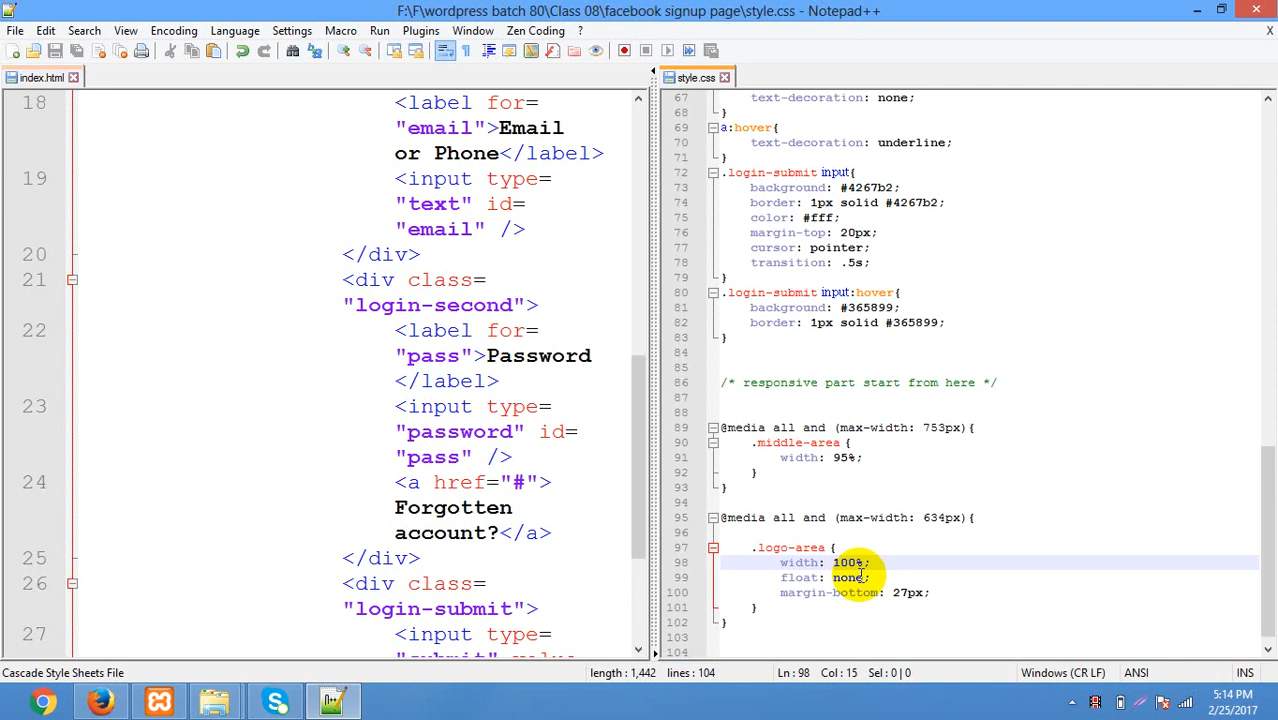 F:\F\wordpress batch 80\Class 08\facebook signup page\style.css - Notepad++
File Edit Search View Encoding Language Settings Macro Run Plugins Window Zen Coding ? X
index.html
18 <label for=
"email">Email
or Phone</label>
19 <input type=
"text" id=
"email" />
20 </div>
21 <div class=
"login-second">
22 <label for=
"pass">Password
</label>
23 <input type=
"password" id=
"pass" />
24 <a href="#">
Forgotten
account?</a>
25 </div>
26 <div class=
"login-submit">
27 <input type=
style.css
67 text-decoration: none;
68 }
69 a:hover{
70 text-decoration: underline;
71 }
72 .login-submit input{
73 background: #4267b2;
74 border: 1px solid #4267b2;
75 color: #fff;
76 margin-top: 20px;
77 cursor: pointer;
78 transition: .5s;
79 }
80 .login-submit input:hover{
81 background: #365899;
82 border: 1px solid #365899;
83 }
84
85
86 /* responsive part start from here */
87
88
89 @media all and (max-width: 753px){
90 .middle-area {
91 width: 95%;
92 }
93 }
94
95 @media all and (max-width: 634px){
96
97 .logo-area {
98 width: 100%;
99 float: none;
100 margin-bottom: 27px;
101 }
102 }
103
104
Cascade Style Sheets File length : 1,442 lines : 104 Ln : 98 Col : 15 Sel : 0 | 0 Windows (CR LF) ANSI INS
5:14 PM
2/25/2017